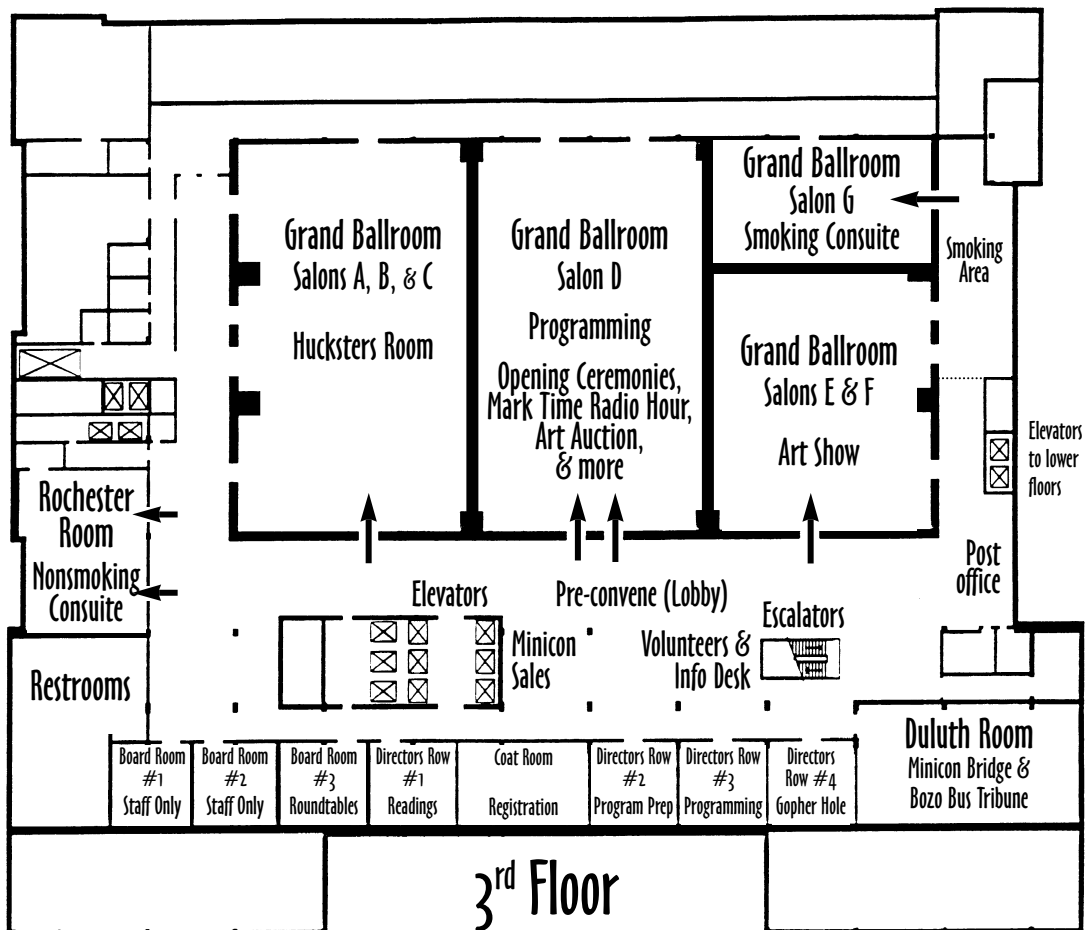 Grand Ballroom
Salons A, B, & C
Hucksters Room
Grand Ballroom
Salon D
Programming
Opening Ceremonies,
Mark Time Radio Hour,
Art Auction,
& more
Grand Ballroom
Salon G
Smoking Consuite
Smoking
Area
Grand Ballroom
Salons E & F
Art Show
Elevators
to lower
floors
Rochester
Room
Nonsmoking
Consuite
Post
office
Elevators
Pre-convene (Lobby)
Escalators
Minicon
Sales
Volunteers &
Info Desk
Restrooms
Board Room
#1
Staff Only
Board Room
#2
Staff Only
Board Room
#3
Roundtables
Directors Row
#1
Readings
Coat Room
Registration
Directors Row
#2
Program Prep
Directors Row
#3
Programming
Directors
Row #4
Gopher Hole
Duluth Room
Minicon Bridge &
Bozo Bus Tribune
3rd Floor